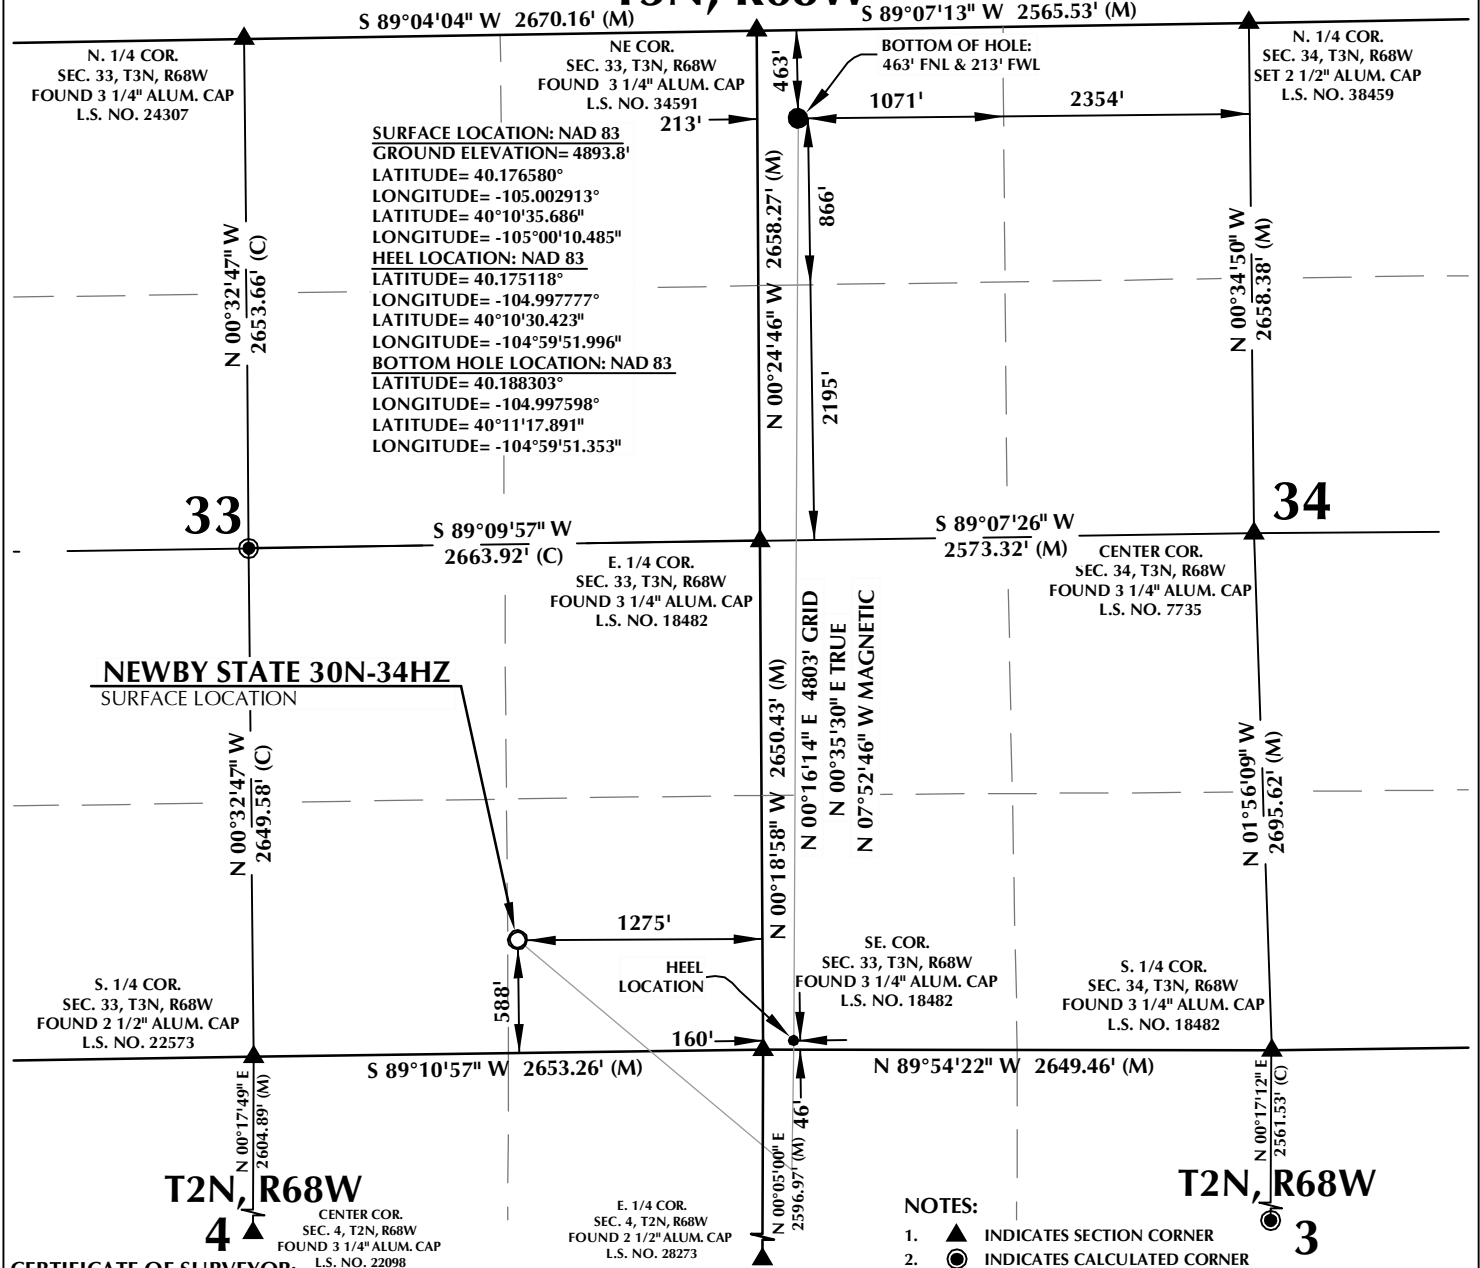 T3N, R68W
S 89°04'04" W 2670.16' (M)
S 89°07'13" W 2565.53' (M)
N. 1/4 COR.
SEC. 33, T3N, R68W
FOUND 3 1/4" ALUM. CAP
L.S. NO. 24307
NE COR.
SEC. 33, T3N, R68W
FOUND 3 1/4" ALUM. CAP
L.S. NO. 34591
213'
463'
BOTTOM OF HOLE:
463' FNL & 213' FWL
1071'
2354'
N. 1/4 COR.
SEC. 34, T3N, R68W
SET 2 1/2" ALUM. CAP
L.S. NO. 38459
SURFACE LOCATION: NAD 83
GROUND ELEVATION= 4893.8'
LATITUDE= 40.176580°
LONGITUDE= -105.002913°
LATITUDE= 40°10'35.686"
LONGITUDE= -105°00'10.485"
HEEL LOCATION: NAD 83
LATITUDE= 40.175118°
LONGITUDE= -104.997777°
LATITUDE= 40°10'30.423"
LONGITUDE= -104°59'51.996"
BOTTOM HOLE LOCATION: NAD 83
LATITUDE= 40.188303°
LONGITUDE= -104.997598°
LATITUDE= 40°11'17.891"
LONGITUDE= -104°59'51.353"
N 00°32'47" W
2653.66' (C)
N 00°24'46" W 2658.27' (M)
866'
2195'
N 00°34'50" W
2658.38' (M)
33
34
S 89°09'57" W
2663.92' (C)
S 89°07'26" W
2573.32' (M)
E. 1/4 COR.
SEC. 33, T3N, R68W
FOUND 3 1/4" ALUM. CAP
L.S. NO. 18482
CENTER COR.
SEC. 34, T3N, R68W
FOUND 3 1/4" ALUM. CAP
L.S. NO. 7735
NEWBY STATE 30N-34HZ
SURFACE LOCATION
N 00°32'47" W
2649.58' (C)
N 00°18'58" W 2650.43' (M)
N 00°16'14" E 4803' GRID
N 00°35'30" E TRUE
N 07°52'46" W MAGNETIC
N 01°56'09" W
2695.62' (M)
1275'
588'
HEEL
LOCATION
160'
SE. COR.
SEC. 33, T3N, R68W
FOUND 3 1/4" ALUM. CAP
L.S. NO. 18482
S. 1/4 COR.
SEC. 33, T3N, R68W
FOUND 2 1/2" ALUM. CAP
L.S. NO. 22573
S. 1/4 COR.
SEC. 34, T3N, R68W
FOUND 3 1/4" ALUM. CAP
L.S. NO. 18482
S 89°10'57" W 2653.26' (M)
N 89°54'22" W 2649.46' (M)
46'
N 00°17'49" E
2604.89' (M)
N 00°05'00" E
2596.97' (M)
N 00°17'12" E
2561.53' (C)
T2N, R68W
4
CENTER COR.
SEC. 4, T2N, R68W
FOUND 3 1/4" ALUM. CAP
L.S. NO. 22098
E. 1/4 COR.
SEC. 4, T2N, R68W
FOUND 2 1/2" ALUM. CAP
L.S. NO. 28273
T2N, R68W
3
NOTES:
1. INDICATES SECTION CORNER
2. INDICATES CALCULATED CORNER
CERTIFICATE OF SURVEYOR: